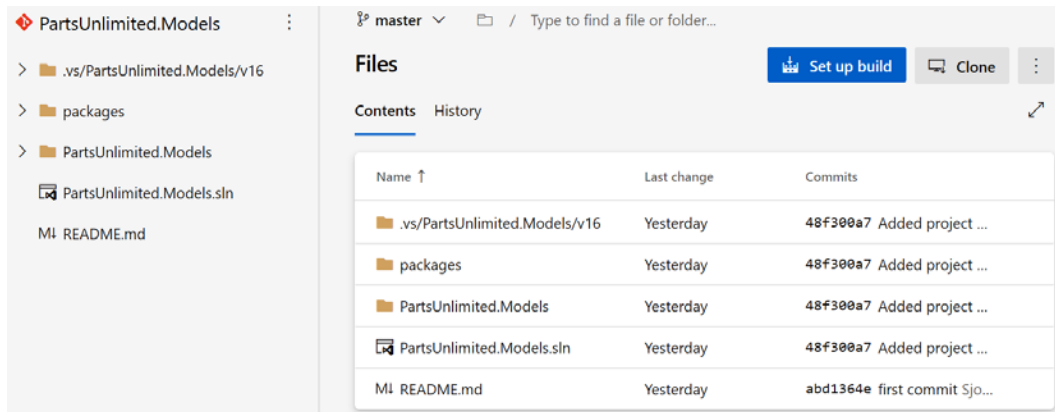 PartsUnlimited.Models
.vs/PartsUnlimited.Models/v16
packages
PartsUnlimited.Models
PartsUnlimited.Models.sln
M↓ README.md
master / Type to find a file or folder...
Files
Set up build Clone
Contents History
Name ↑ Last change Commits
.vs/PartsUnlimited.Models/v16 Yesterday 48f300a7 Added project ...
packages Yesterday 48f300a7 Added project ...
PartsUnlimited.Models Yesterday 48f300a7 Added project ...
PartsUnlimited.Models.sln Yesterday 48f300a7 Added project ...
M↓ README.md Yesterday abd1364e first commit Sjo...